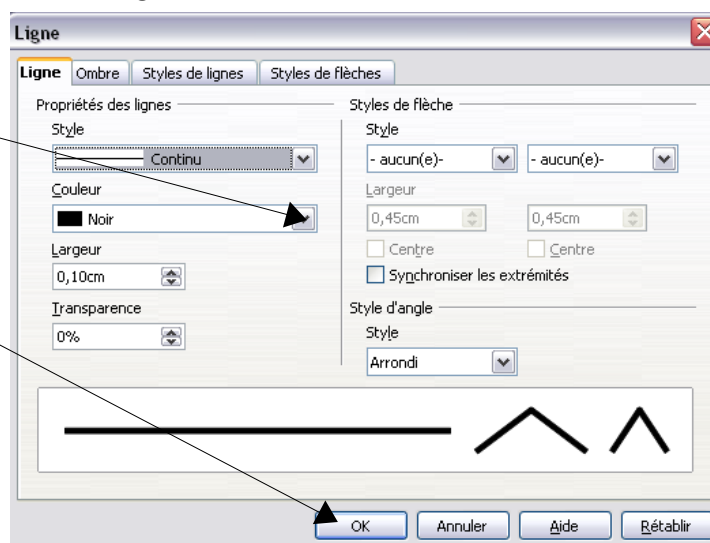 Ligne
Ligne Ombre Styles de lignes Styles de flèches
Propriétés des lignes
Style
Continu
Couleur
Noir
Largeur
0,10cm
Transparence
0%
Styles de flèche
Style
- aucun(e)- - aucun(e)-
Largeur
0,45cm 0,45cm
Centre Centre
Synchroniser les extrémités
Style d'angle
Style
Arrondi
OK Annuler Aide Rétablir